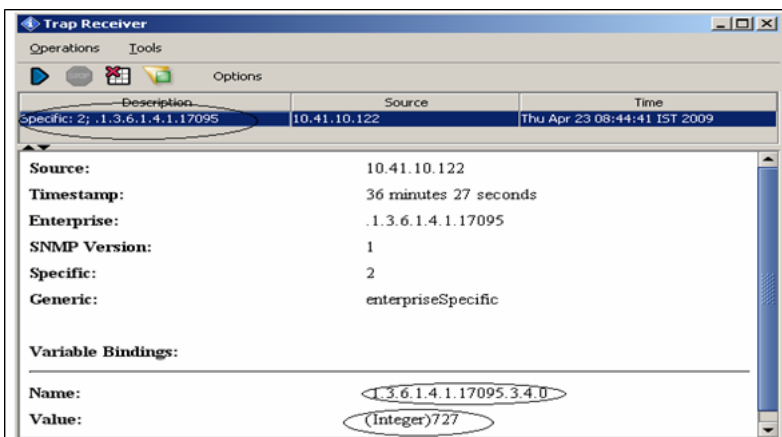 Trap Receiver
Operations Tools
STOP Options
Description Source Time
Specific: 2; .1.3.6.1.4.1.17095 10.41.10.122 Thu Apr 23 08:44:41 IST 2009
Source: 10.41.10.122
Timestamp: 36 minutes 27 seconds
Enterprise: .1.3.6.1.4.1.17095
SNMP Version: 1
Specific: 2
Generic: enterpriseSpecific
Variable Bindings:
Name: .1.3.6.1.4.1.17095.3.4.0
Value: (Integer)727